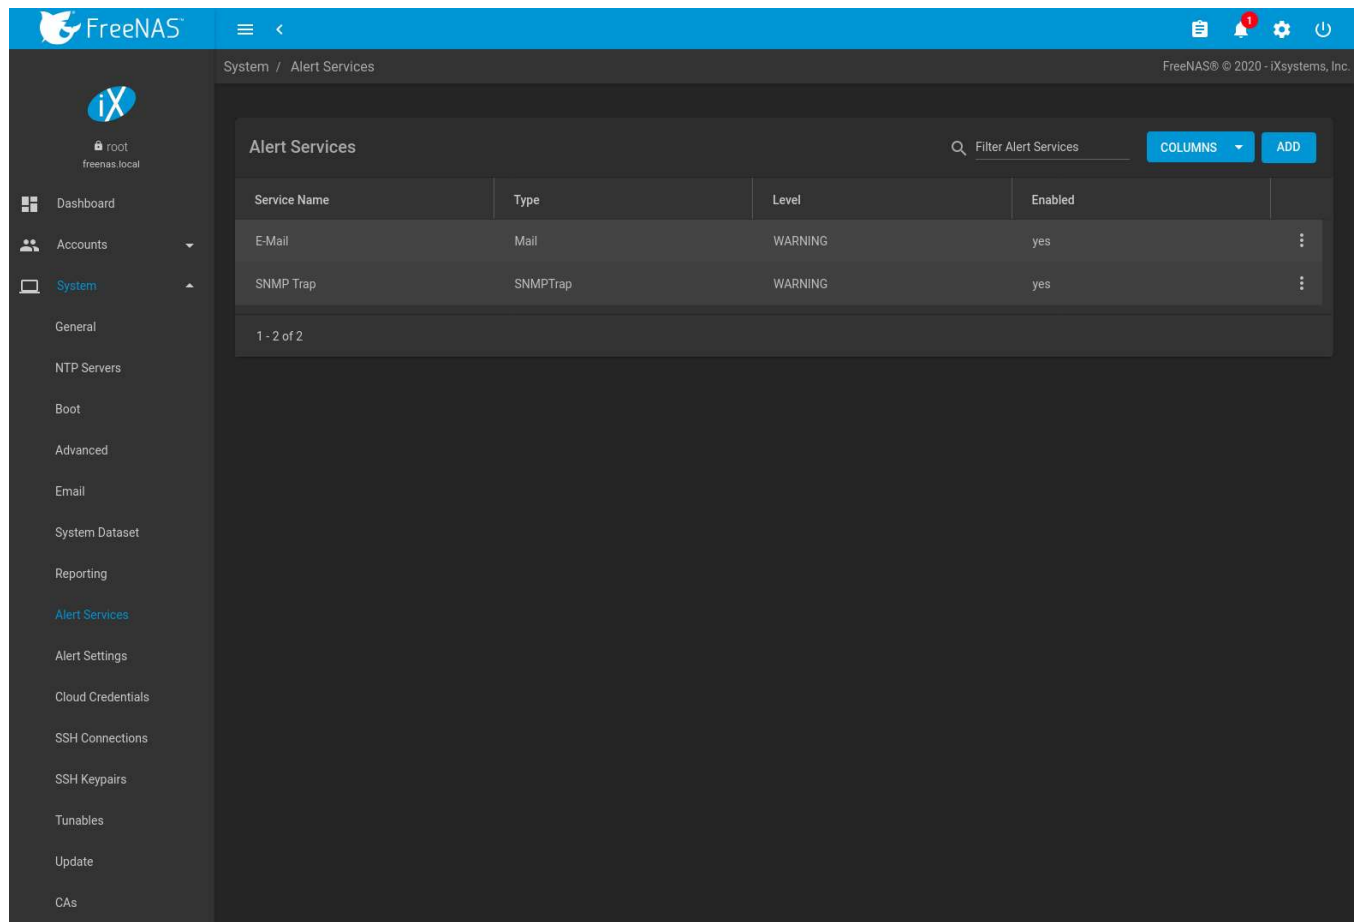 FreeNAS™
1
System / Alert Services
FreeNAS® © 2020 - iXsystems, Inc.
iX
root
freenas.local
Dashboard
Accounts
System
General
NTP Servers
Boot
Advanced
Email
System Dataset
Reporting
Alert Services
Alert Settings
Cloud Credentials
SSH Connections
SSH Keypairs
Tunables
Update
CAs
Alert Services
Filter Alert Services
COLUMNS
ADD
Service Name Type Level Enabled
E-Mail Mail WARNING yes
SNMP Trap SNMPTrap WARNING yes
1 - 2 of 2